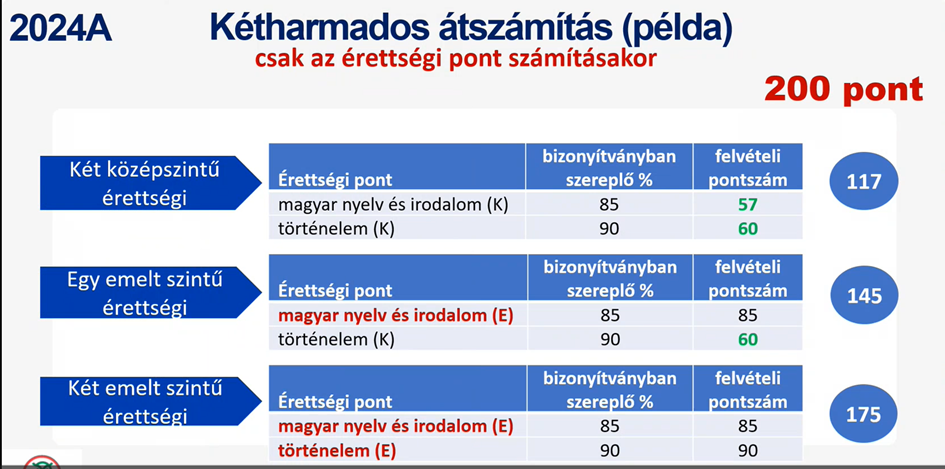 2024A
Kétharmados átszámítás (példa)
csak az érettségi pont számításakor
200 pont
Két középszintű
érettségi
Érettségi pont
bizonyítványban
szereplő %
felvételi
pontszám
magyar nyelv és irodalom (K) 85 57
történelem (K) 90 60
117
Egy emelt szintű
érettségi
Érettségi pont
bizonyítványban
szereplő %
felvételi
pontszám
magyar nyelv és irodalom (E) 85 85
történelem (K) 90 60
145
Két emelt szintű
érettségi
Érettségi pont
bizonyítványban
szereplő %
felvételi
pontszám
magyar nyelv és irodalom (E) 85 85
történelem (E) 90 90
175